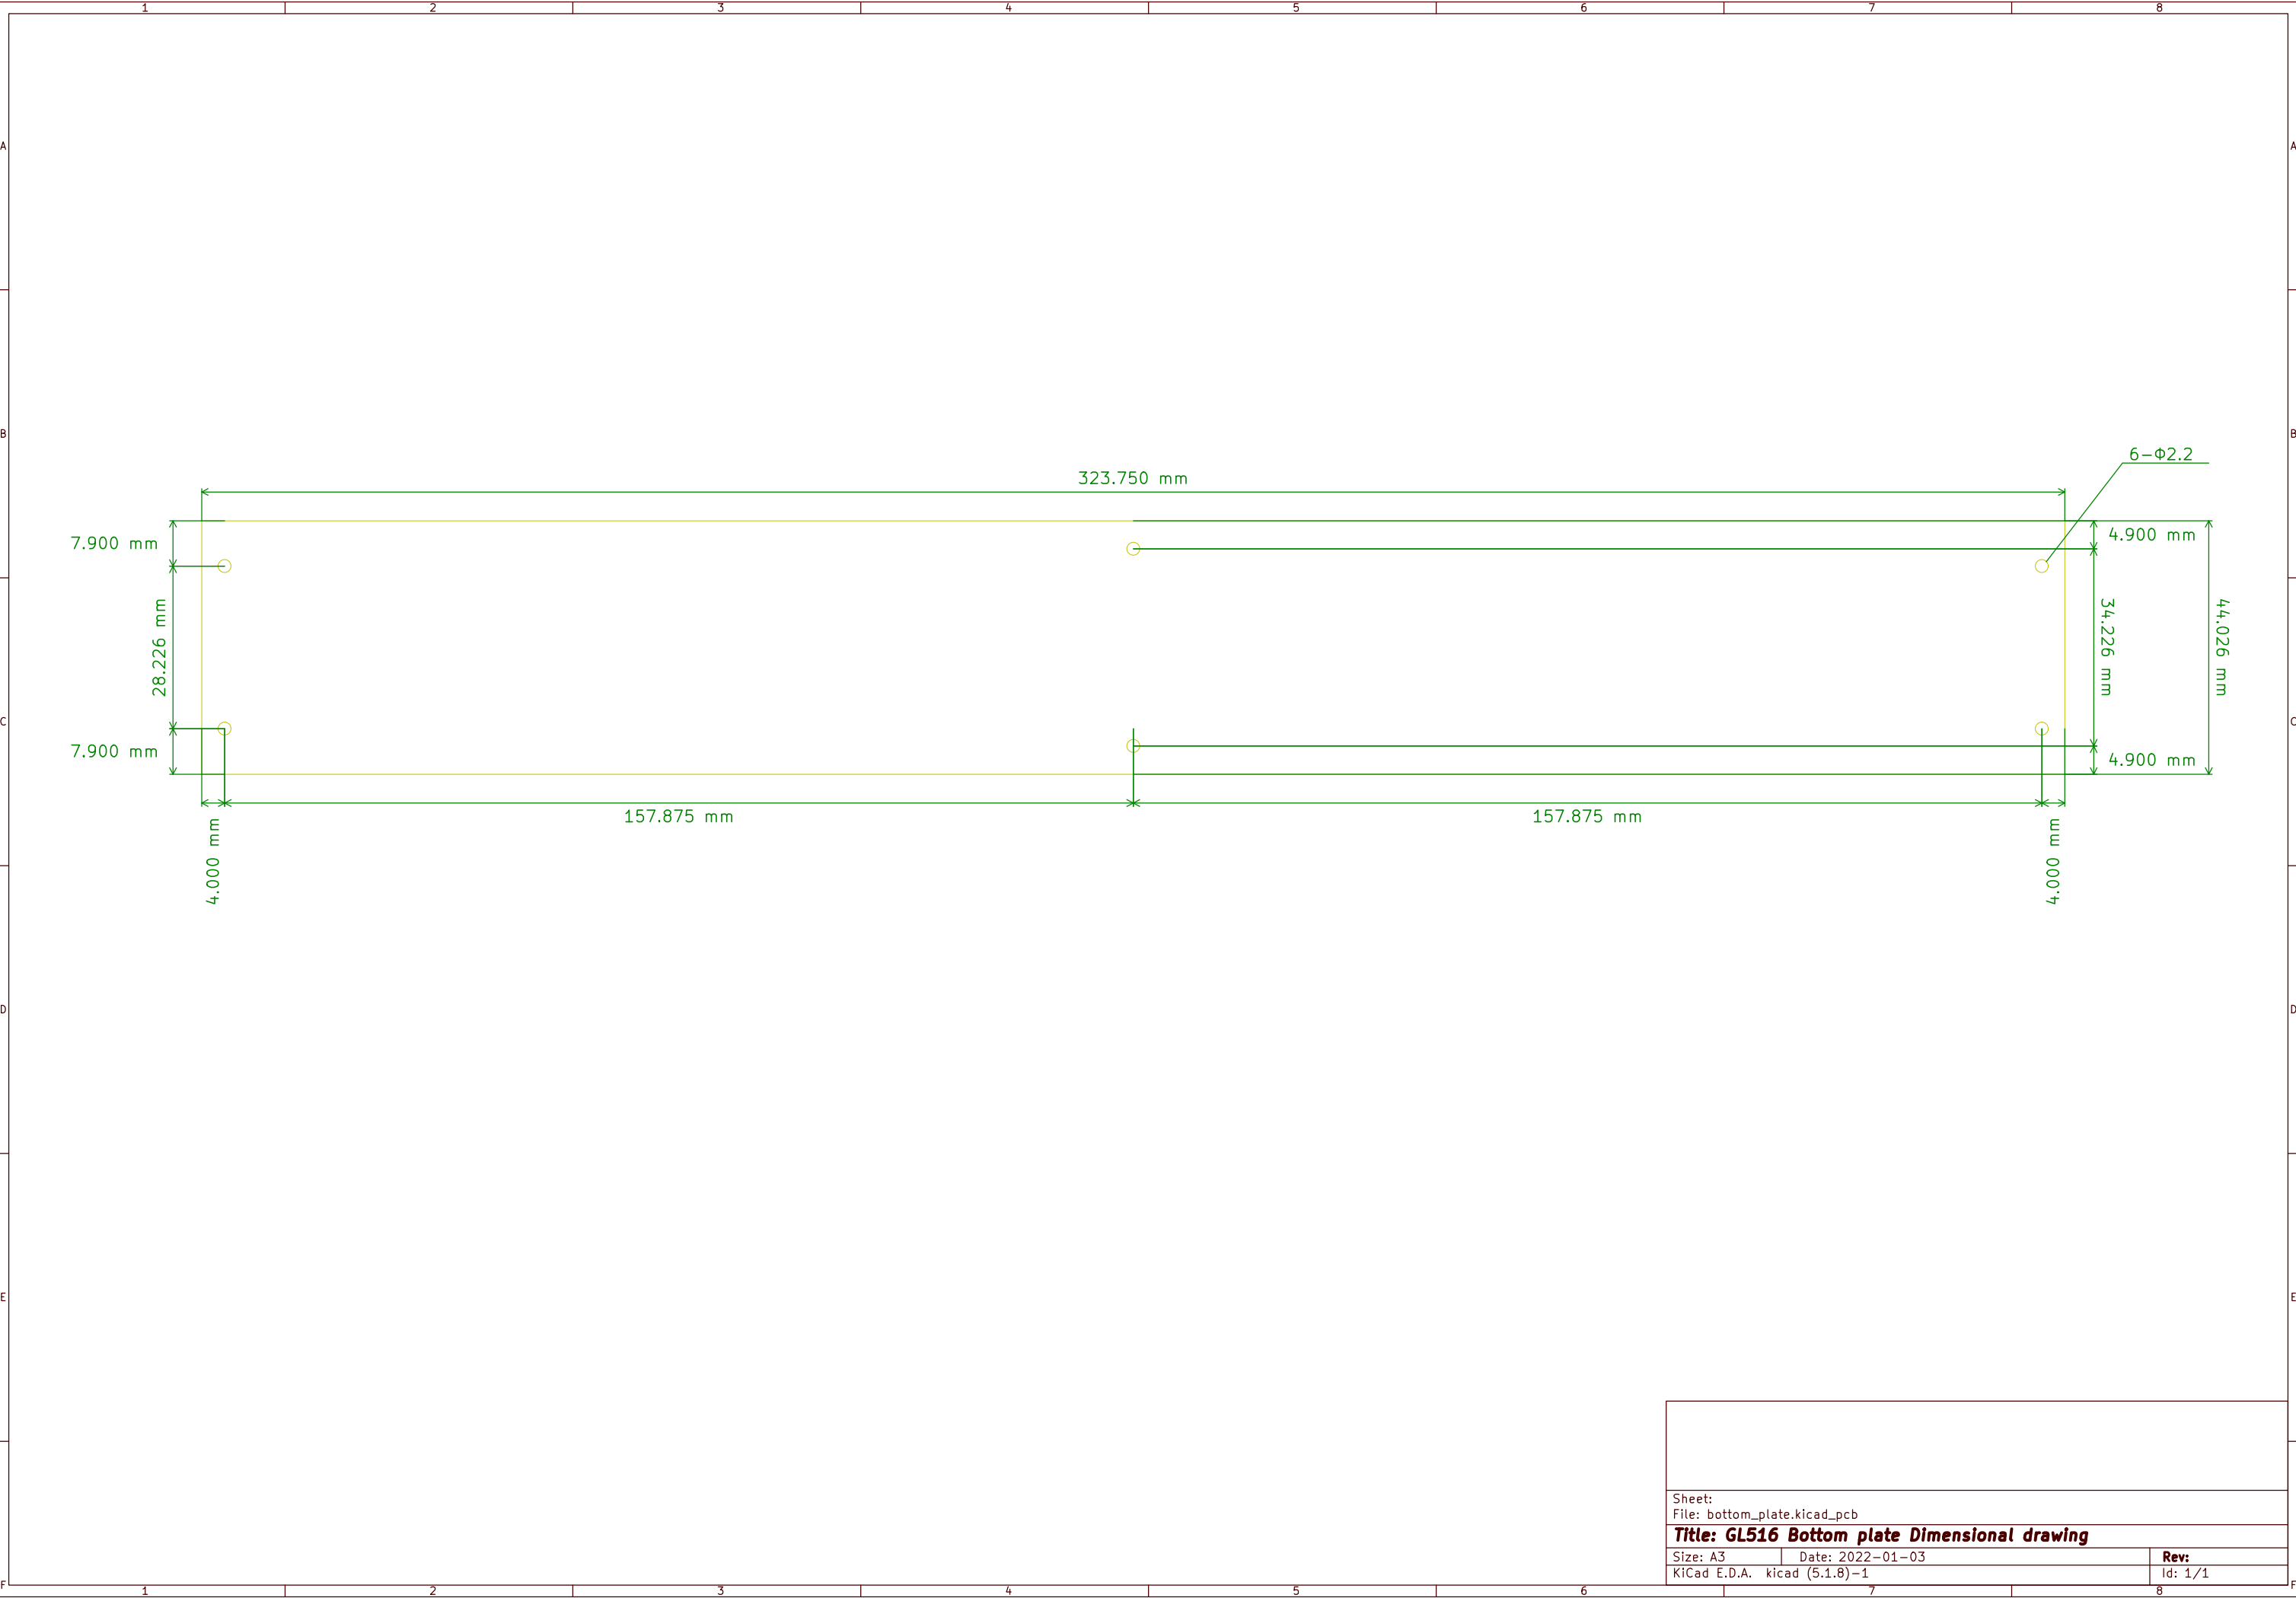 1 2 3 4 5 6 7 8
A A
B B
6-Φ2.2
323.750 mm
7.900 mm
4.900 mm
28.226 mm
34.226 mm
44.026 mm
C C
7.900 mm
4.900 mm
157.875 mm
157.875 mm
4.000 mm
4.000 mm
D D
E E
Sheet:
File: bottom_plate.kicad_pcb
Title: GL516 Bottom plate Dimensional drawing
Size: A3 Date: 2022-01-03 Rev:
KiCad E.D.A. kicad (5.1.8)-1 Id: 1/1
F F
1 2 3 4 5 6 7 8